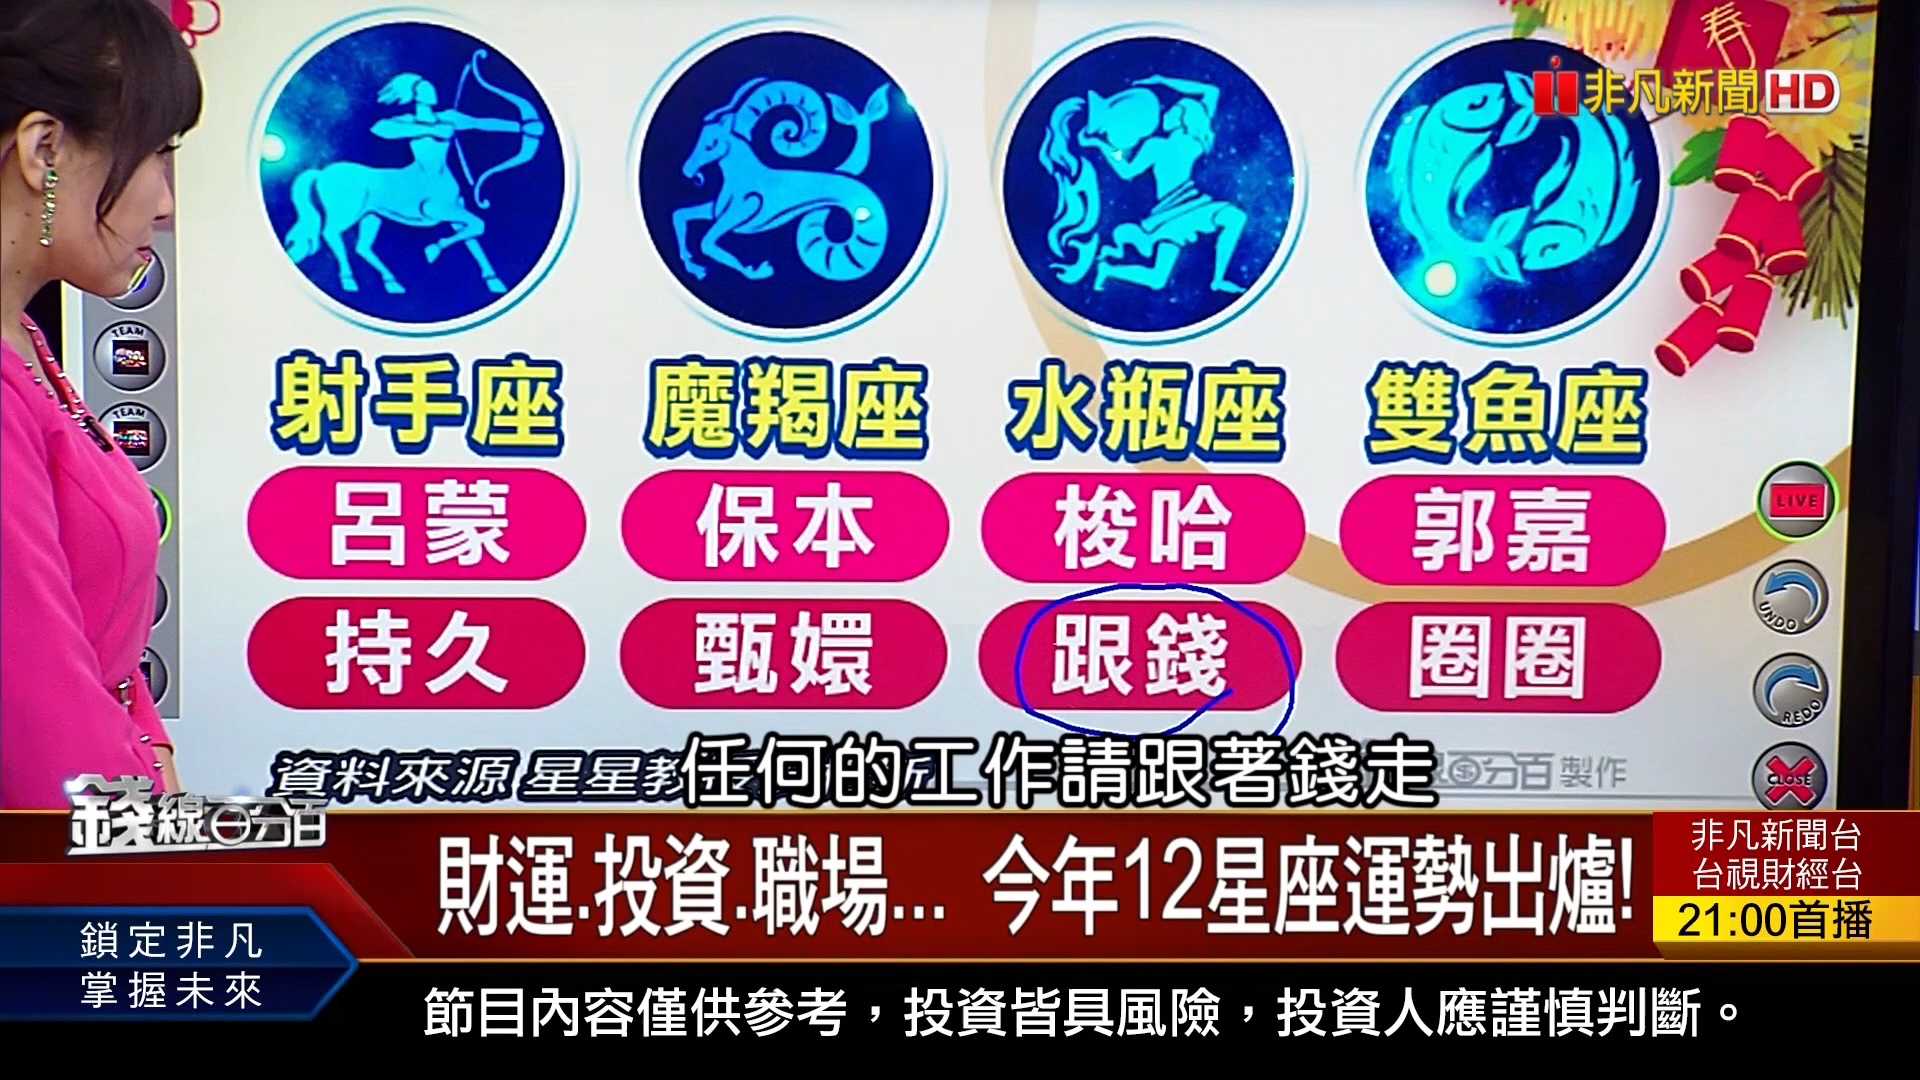 春
非凡新聞HD
TEAM
TEAM
射手座 魔羯座 水瓶座 雙魚座
呂蒙 保本 梭哈 郭嘉
持久 甄嬛 跟錢 圈圈
LIVE
UNDO
REDO
CLOSE
資料來源 星星教
分百製作
任何的工作請跟著錢走
錢線百分百
財運.投資.職場... 今年12星座運勢出爐!
非凡新聞台
台視財經台
21:00首播
鎖定非凡
掌握未來
節目內容僅供參考，投資皆具風險，投資人應謹慎判斷。